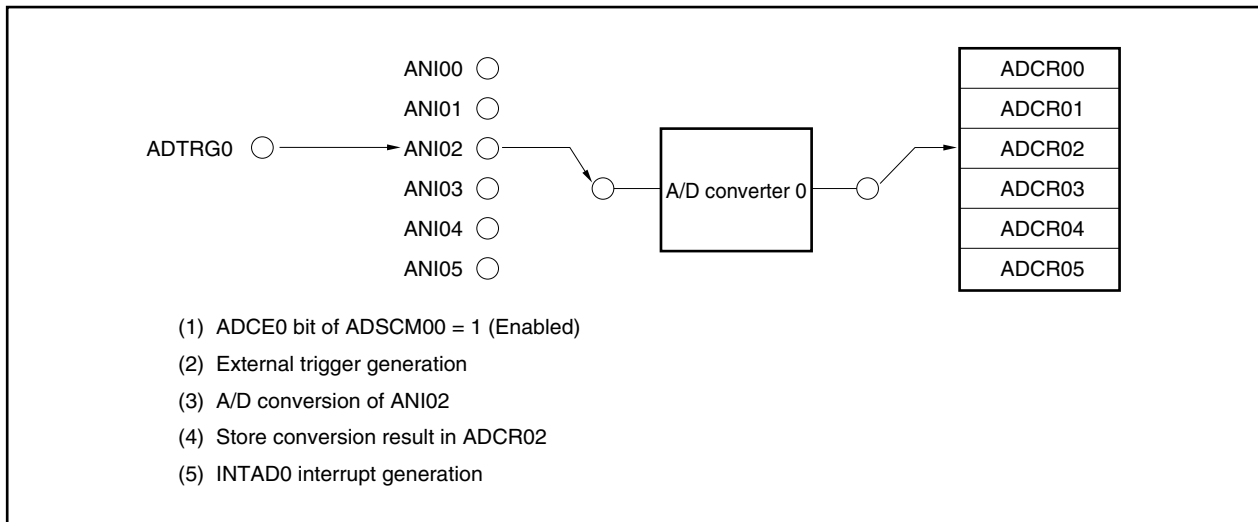 ANI00
ANI01
ADTRG0
ANI02
ANI03
ANI04
ANI05
A/D converter 0
ADCR00
ADCR01
ADCR02
ADCR03
ADCR04
ADCR05
(1) ADCE0 bit of ADSCM00 = 1 (Enabled)
(2) External trigger generation
(3) A/D conversion of ANI02
(4) Store conversion result in ADCR02
(5) INTAD0 interrupt generation